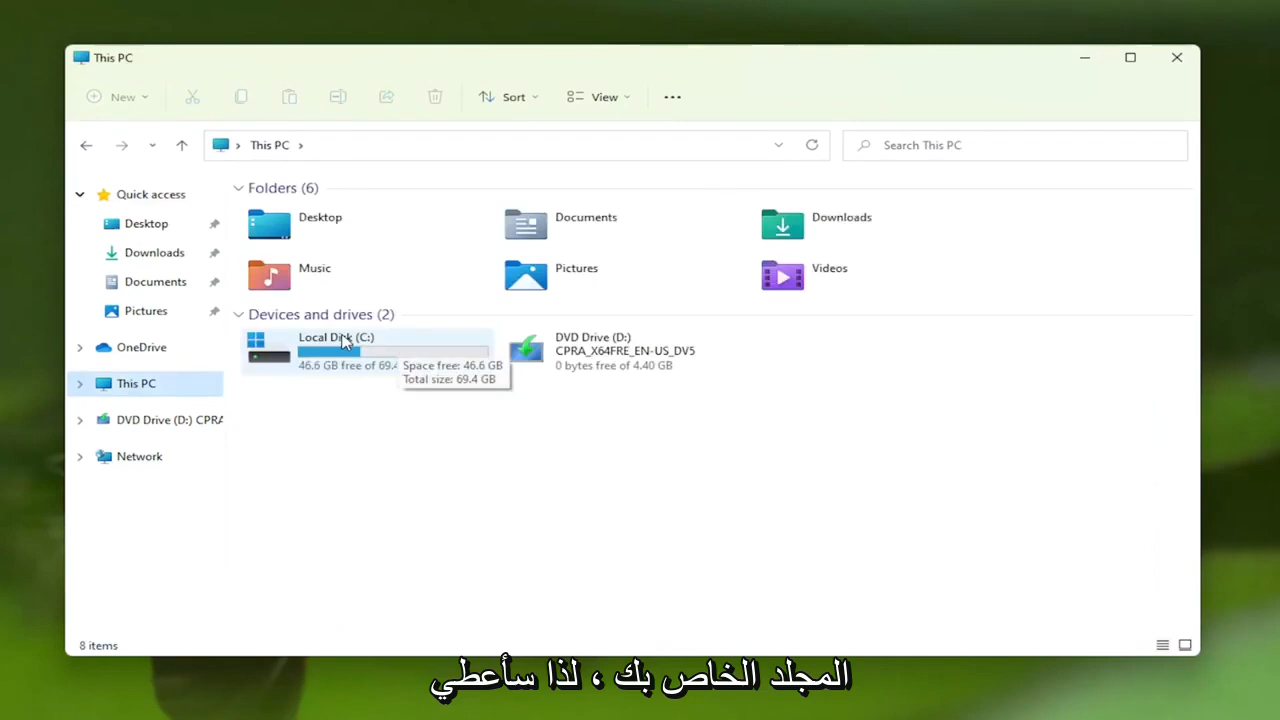 This PC
New
Sort
View
This PC
Search This PC
Quick access
Desktop
Downloads
Documents
Pictures
OneDrive
This PC
DVD Drive (D:) CPRA
Network
Folders (6)
Desktop
Documents
Downloads
Music
Pictures
Videos
Devices and drives (2)
Local Disk (C:)
46.6 GB free of 69.4
Space free: 46.6 GB
Total size: 69.4 GB
DVD Drive (D:)
CPRA_X64FRE_EN-US_DV5
0 bytes free of 4.40 GB
8 items
المجلد الخاص بك ، لذا سأعطي